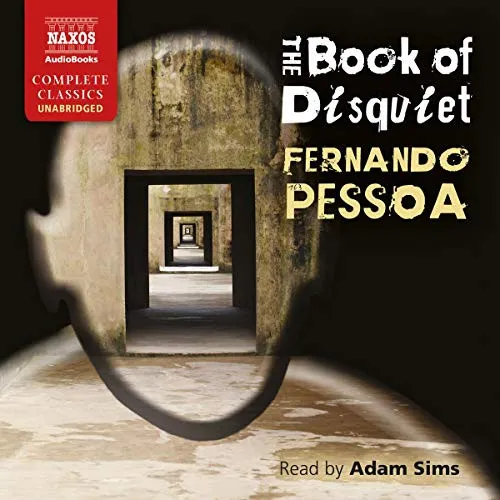 NAXOS
AudioBooks
COMPLETE
CLASSICS
UNABRIDGED
THE Book of
Disquiet
FERNANDO
PESSOA
Read by Adam Sims